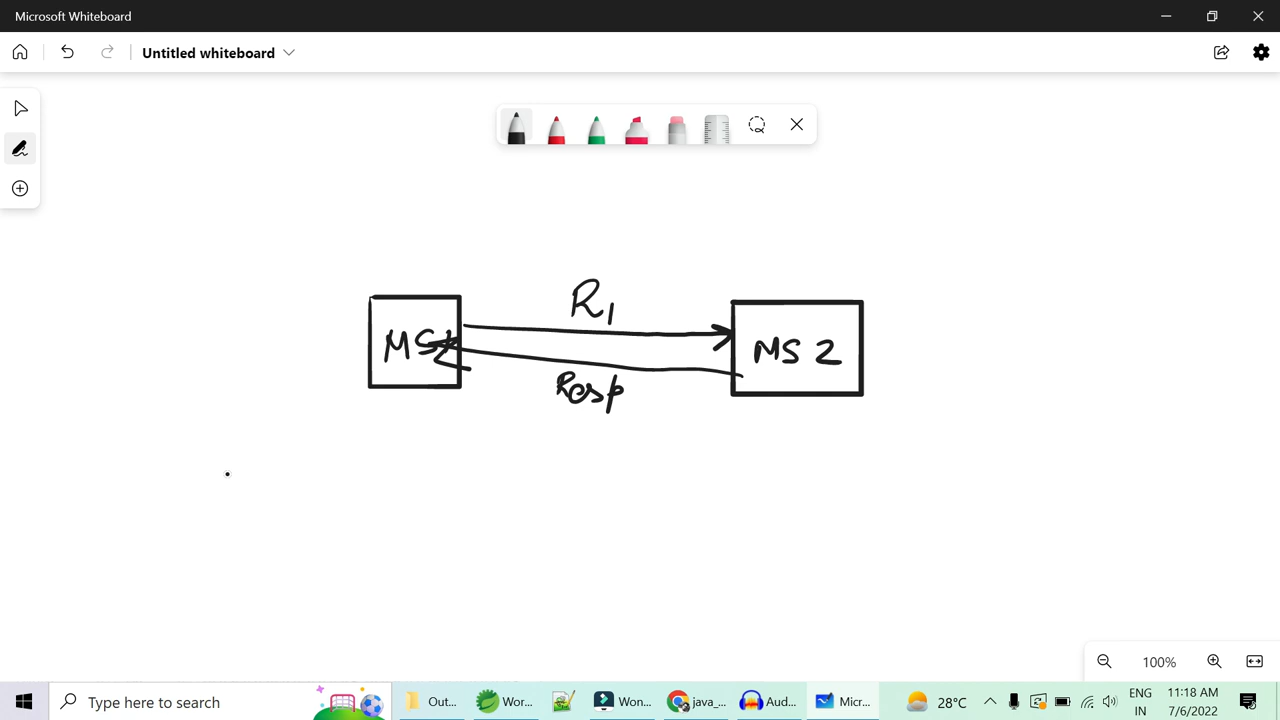 Microsoft Whiteboard
Untitled whiteboard
R1
MS1
MS 2
Resp
100%
Type here to search
Out...
Wor...
Won...
java_...
Aud...
Micr...
28°C
ENG
IN
11:18 AM
7/6/2022